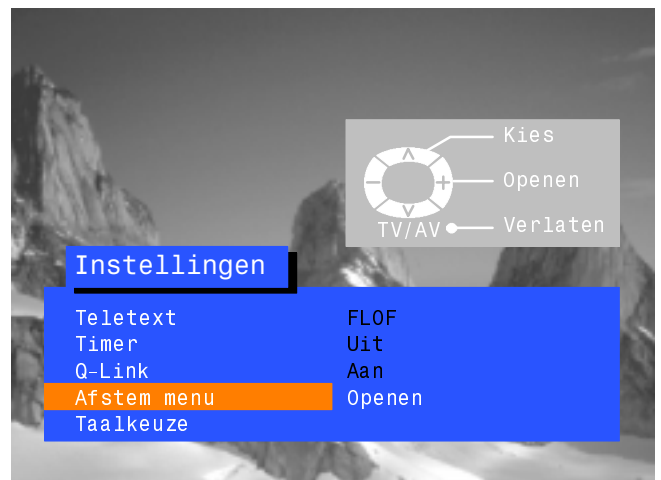 Kies
Openen
TV/AV Verlaten
Instellingen
Teletext FLOF
Timer Uit
Q-Link Aan
Afstem menu Openen
Taalkeuze